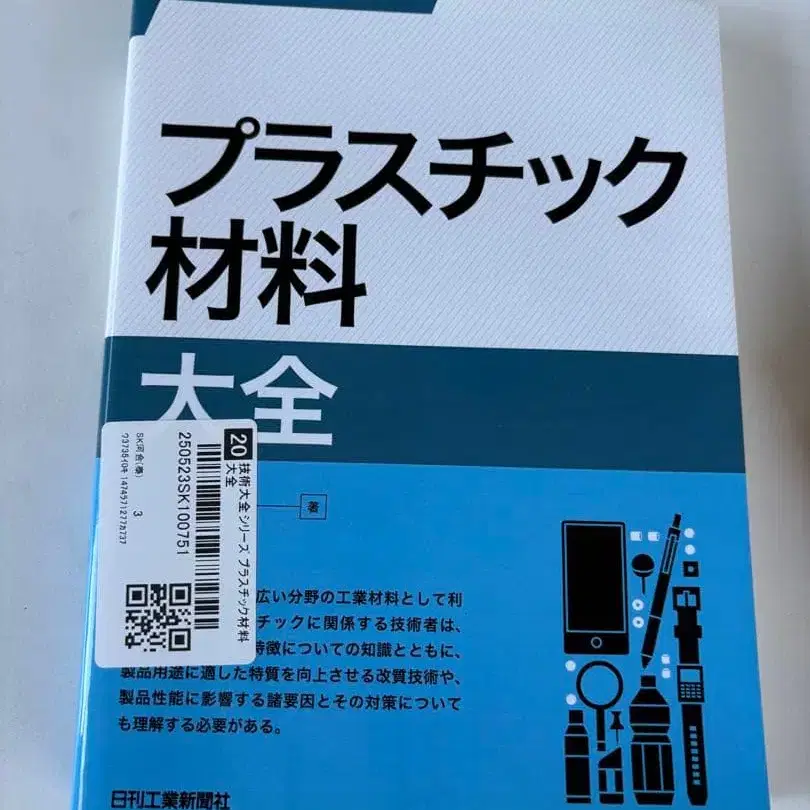 プラスチック
材料
大全
著
20
技術大全シリーズ プラスチック材料
大全
250523SK100751
SK河合(泰) 3
広い分野の工業材料として利
チックに関係する技術者は、
特徴についての知識とともに、
製品用途に適した特質を向上させる改質技術や、
製品性能に影響する諸要因とその対策について
も理解する必要がある。
日刊工業新聞社